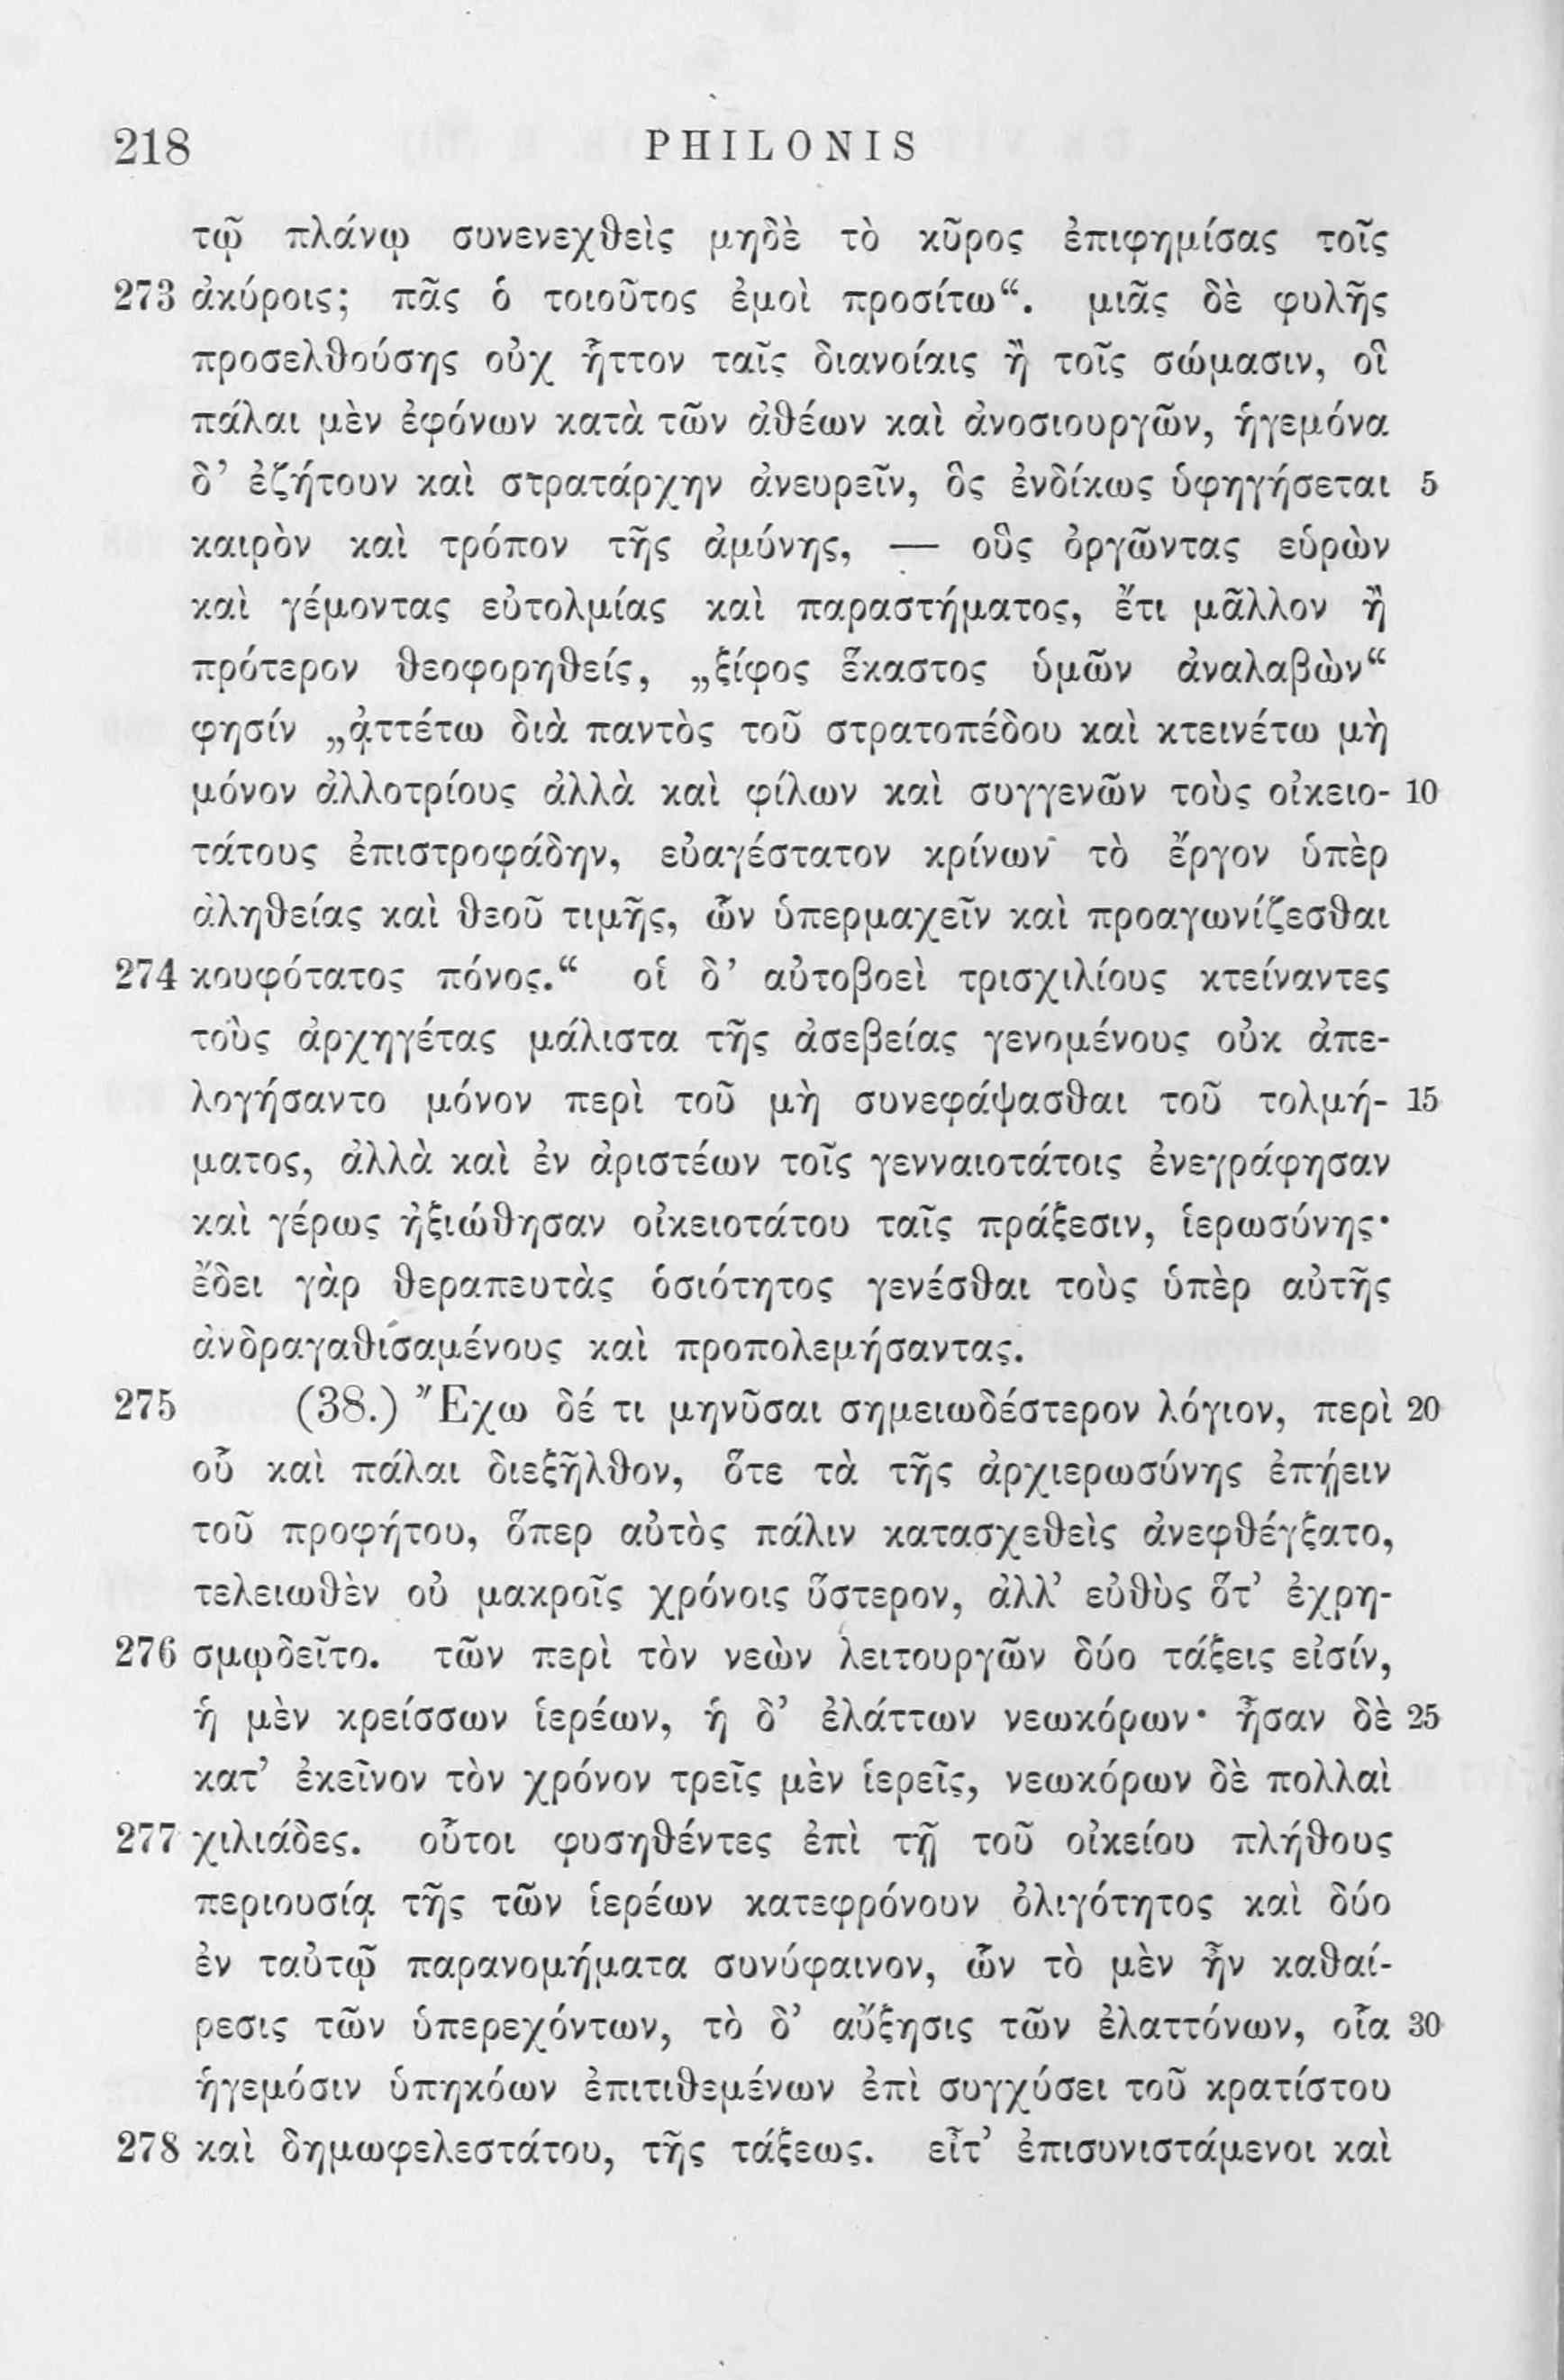 218 PHILONIS
τῷ πλάνῳ συνενεχθεὶς μηδὲ τὸ κῦρος ἐπιφημίσας τοῖς
273 ἀκύροις; πᾶς ὁ τοιοῦτος ἐμοὶ προσίτω“. μιᾶς δὲ φυλῆς
προσελθούσης οὐχ ἧττον ταῖς διανοίαις ἢ τοῖς σώμασιν, οἳ
πάλαι μὲν ἐφόνων κατὰ τῶν ἀθέων καὶ ἀνοσιουργῶν, ἡγεμόνα
δ’ ἐζήτουν καὶ στρατάρχην ἀνευρεῖν, ὃς ἐνδίκως ὑφηγήσεται 5
καιρὸν καὶ τρόπον τῆς ἀμύνης, — οὓς ὀργῶντας εὑρὼν
καὶ γέμοντας εὐτολμίας καὶ παραστήματος, ἔτι μᾶλλον ἢ
πρότερον θεοφορηθείς, „ξίφος ἕκαστος ὑμῶν ἀναλαβὼν“
φησίν „ᾀττέτω διὰ παντὸς τοῦ στρατοπέδου καὶ κτεινέτω μὴ
μόνον ἀλλοτρίους ἀλλὰ καὶ φίλων καὶ συγγενῶν τοὺς οἰκειο- 10
τάτους ἐπιστροφάδην, εὐαγέστατον κρίνων τὸ ἔργον ὑπὲρ
ἀληθείας καὶ θεοῦ τιμῆς, ὧν ὑπερμαχεῖν καὶ προαγωνίζεσθαι
274 κουφότατος πόνος.“ οἱ δ’ αὐτοβοεὶ τρισχιλίους κτείναντες
τοὺς ἀρχηγέτας μάλιστα τῆς ἀσεβείας γενομένους οὐκ ἀπε-
λογήσαντο μόνον περὶ τοῦ μὴ συνεφάψασθαι τοῦ τολμή- 15
ματος, ἀλλὰ καὶ ἐν ἀριστέων τοῖς γενναιοτάτοις ἐνεγράφησαν
καὶ γέρως ἠξιώθησαν οἰκειοτάτου ταῖς πράξεσιν, ἱερωσύνης·
ἔδει γὰρ θεραπευτὰς ὁσιότητος γενέσθαι τοὺς ὑπὲρ αὐτῆς
ἀνδραγαθισαμένους καὶ προπολεμήσαντας.
275 (38.) Ἔχω δέ τι μηνῦσαι σημειωδέστερον λόγιον, περὶ 20
οὗ καὶ πάλαι διεξῆλθον, ὅτε τὰ τῆς ἀρχιερωσύνης ἐπῄειν
τοῦ προφήτου, ὅπερ αὐτὸς πάλιν κατασχεθεὶς ἀνεφθέγξατο,
τελειωθὲν οὐ μακροῖς χρόνοις ὕστερον, ἀλλ’ εὐθὺς ὅτ’ ἐχρη-
276 σμῳδεῖτο. τῶν περὶ τὸν νεὼν λειτουργῶν δύο τάξεις εἰσίν,
ἡ μὲν κρείσσων ἱερέων, ἡ δ’ ἐλάττων νεωκόρων· ἦσαν δὲ 25
κατ’ ἐκεῖνον τὸν χρόνον τρεῖς μὲν ἱερεῖς, νεωκόρων δὲ πολλαὶ
277 χιλιάδες. οὗτοι φυσηθέντες ἐπὶ τῇ τοῦ οἰκείου πλήθους
περιουσίᾳ τῆς τῶν ἱερέων κατεφρόνουν ὀλιγότητος καὶ δύο
ἐν ταὐτῷ παρανομήματα συνύφαινον, ὧν τὸ μὲν ἦν καθαί-
ρεσις τῶν ὑπερεχόντων, τὸ δ’ αὔξησις τῶν ἐλαττόνων, οἷα 30
ἡγεμόσιν ὑπηκόων ἐπιτιθεμένων ἐπὶ συγχύσει τοῦ κρατίστου
278 καὶ δημωφελεστάτου, τῆς τάξεως. εἶτ’ ἐπισυνιστάμενοι καὶ